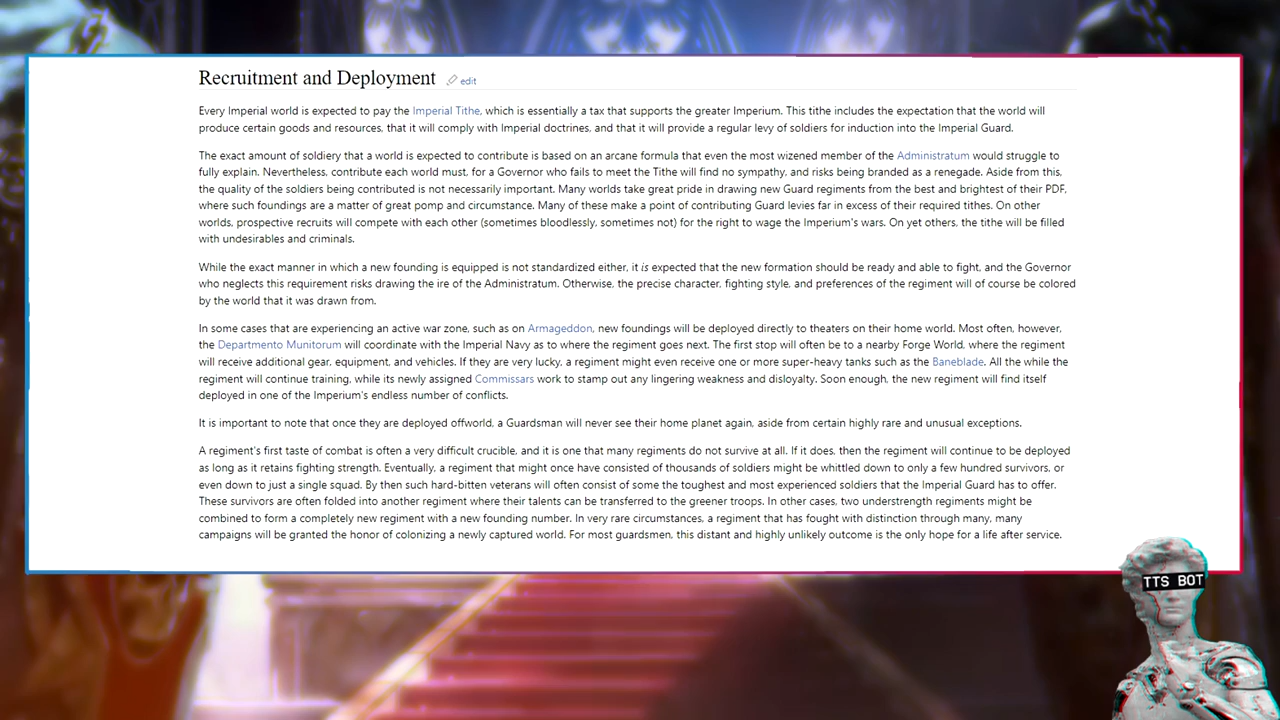 Recruitment and Deployment edit
Every Imperial world is expected to pay the Imperial Tithe, which is essentially a tax that supports the greater Imperium. This tithe includes the expectation that the world will
produce certain goods and resources, that it will comply with Imperial doctrines, and that it will provide a regular levy of soldiers for induction into the Imperial Guard.
The exact amount of soldiery that a world is expected to contribute is based on an arcane formula that even the most wizened member of the Administratum would struggle to
fully explain. Nevertheless, contribute each world must, for a Governor who fails to meet the Tithe will find no sympathy, and risks being branded as a renegade. Aside from this,
the quality of the soldiers being contributed is not necessarily important. Many worlds take great pride in drawing new Guard regiments from the best and brightest of their PDF,
where such foundings are a matter of great pomp and circumstance. Many of these make a point of contributing Guard levies far in excess of their required tithes. On other
worlds, prospective recruits will compete with each other (sometimes bloodlessly, sometimes not) for the right to wage the Imperium's wars. On yet others, the tithe will be filled
with undesirables and criminals.
While the exact manner in which a new founding is equipped is not standardized either, it is expected that the new formation should be ready and able to fight, and the Governor
who neglects this requirement risks drawing the ire of the Administratum. Otherwise, the precise character, fighting style, and preferences of the regiment will of course be colored
by the world that it was drawn from.
In some cases that are experiencing an active war zone, such as on Armageddon, new foundings will be deployed directly to theaters on their home world. Most often, however,
the Departmento Munitorum will coordinate with the Imperial Navy as to where the regiment goes next. The first stop will often be to a nearby Forge World, where the regiment
will receive additional gear, equipment, and vehicles. If they are very lucky, a regiment might even receive one or more super-heavy tanks such as the Baneblade. All the while the
regiment will continue training, while its newly assigned Commissars work to stamp out any lingering weakness and disloyalty. Soon enough, the new regiment will find itself
deployed in one of the Imperium's endless number of conflicts.
It is important to note that once they are deployed offworld, a Guardsman will never see their home planet again, aside from certain highly rare and unusual exceptions.
A regiment's first taste of combat is often a very difficult crucible, and it is one that many regiments do not survive at all. If it does, then the regiment will continue to be deployed
as long as it retains fighting strength. Eventually, a regiment that might once have consisted of thousands of soldiers might be whittled down to only a few hundred survivors, or
even down to just a single squad. By then such hard-bitten veterans will often consist of some the toughest and most experienced soldiers that the Imperial Guard has to offer.
These survivors are often folded into another regiment where their talents can be transferred to the greener troops. In other cases, two understrength regiments might be
combined to form a completely new regiment with a new founding number. In very rare circumstances, a regiment that has fought with distinction through many, many
campaigns will be granted the honor of colonizing a newly captured world. For most guardsmen, this distant and highly unlikely outcome is the only hope for a life after service.
TTS BOT